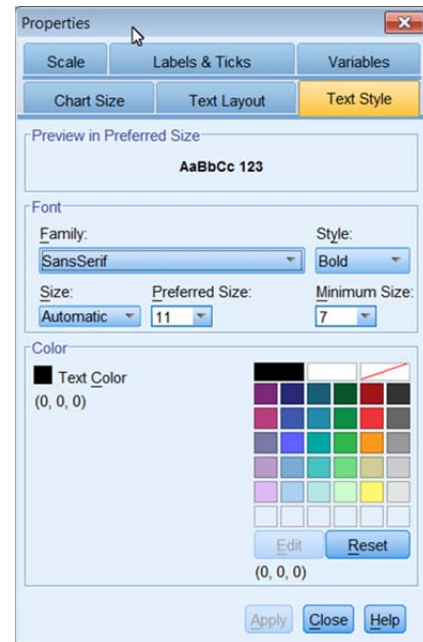 Properties
Scale Labels & Ticks Variables
Chart Size Text Layout Text Style
Preview in Preferred Size
AaBbCc 123
Font
Family: Style:
SansSerif Bold
Size: Preferred Size: Minimum Size:
Automatic 11 7
Color
Text Color
(0, 0, 0)
Edit Reset
(0, 0, 0)
Apply Close Help